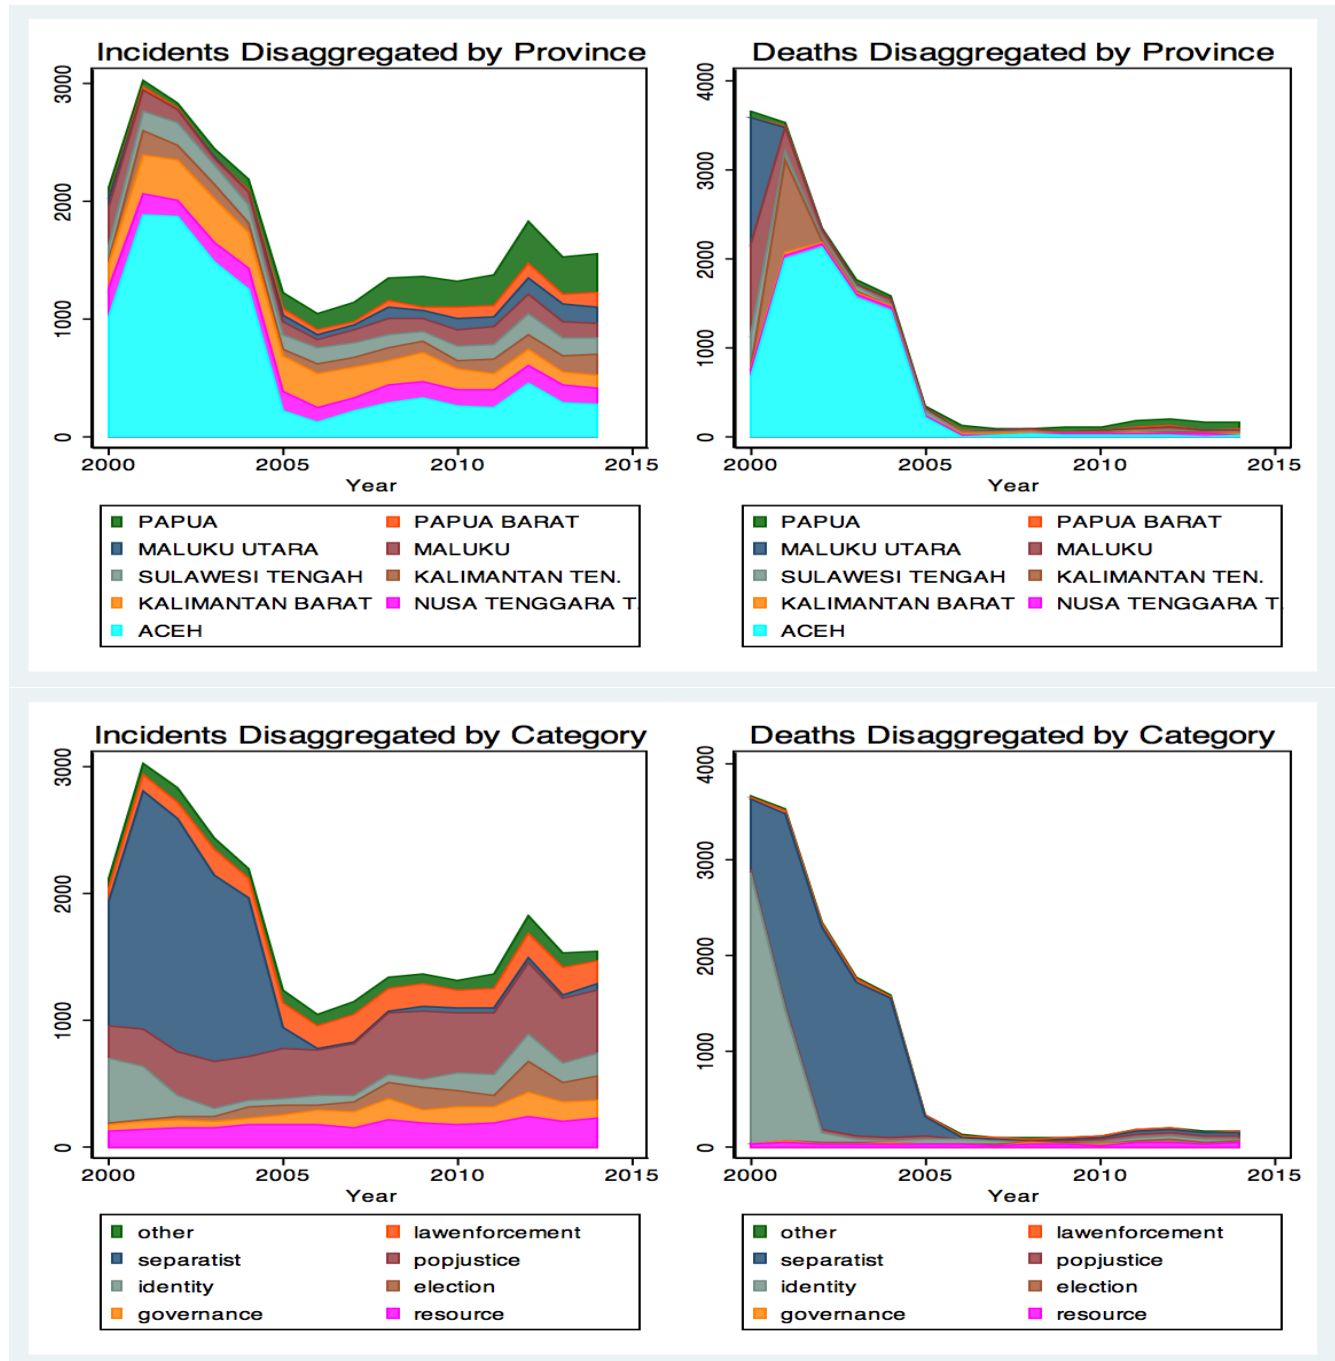 Incidents Disaggregated by Province
3000
2000
1000
0
2000 2005 2010 2015
Year
PAPUA PAPUA BARAT
MALUKU UTARA MALUKU
SULAWESI TENGAH KALIMANTAN TEN.
KALIMANTAN BARAT NUSA TENGGARA T.
ACEH
Deaths Disaggregated by Province
4000
3000
2000
1000
0
2000 2005 2010 2015
Year
PAPUA PAPUA BARAT
MALUKU UTARA MALUKU
SULAWESI TENGAH KALIMANTAN TEN.
KALIMANTAN BARAT NUSA TENGGARA T.
ACEH
Incidents Disaggregated by Category
3000
2000
1000
0
2000 2005 2010 2015
Year
other lawenforcement
separatist popjustice
identity election
governance resource
Deaths Disaggregated by Category
4000
3000
2000
1000
0
2000 2005 2010 2015
Year
other lawenforcement
separatist popjustice
identity election
governance resource